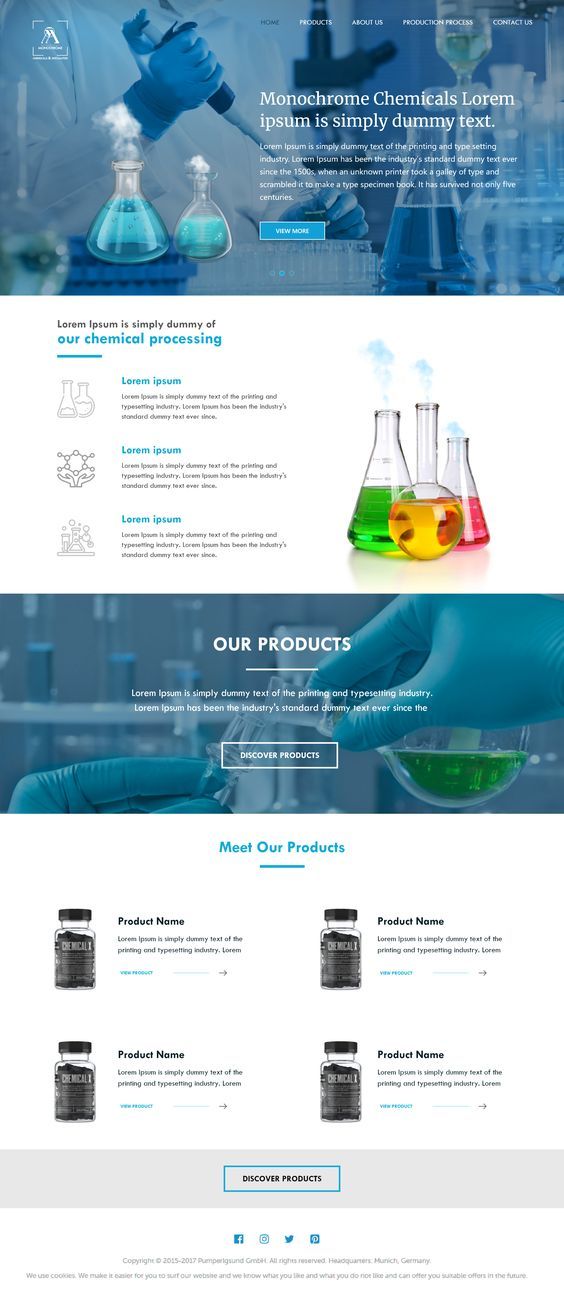 MONOCHROME
CHEMICALS & SPECIALTIES
HOME
PRODUCTS
ABOUT US
PRODUCTION PROCESS
CONTACT US
Monochrome Chemicals Lorem
ipsum is simply dummy text.
Lorem Ipsum is simply dummy text of the printing and type setting
industry. Lorem Ipsum has been the industry's standard dummy text ever
since the 1500s, when an unknown printer took a galley of type and
scrambled it to make a type specimen book. It has survived not only five
centuries.
VIEW MORE
Lorem Ipsum is simply dummy of
our chemical processing
Lorem ipsum
Lorem Ipsum is simply dummy text of the printing and
typesetting industry. Lorem Ipsum has been the industry's
standard dummy text ever since.
Lorem ipsum
Lorem Ipsum is simply dummy text of the printing and
typesetting industry. Lorem Ipsum has been the industry's
standard dummy text ever since.
Lorem ipsum
Lorem Ipsum is simply dummy text of the printing and
typesetting industry. Lorem Ipsum has been the industry's
standard dummy text ever since.
OUR PRODUCTS
Lorem Ipsum is simply dummy text of the printing and typesetting industry.
Lorem Ipsum has been the industry's standard dummy text ever since the
DISCOVER PRODUCTS
Meet Our Products
CHEMICAL X
Product Name
Lorem Ipsum is simply dummy text of the
printing and typesetting industry. Lorem
VIEW PRODUCT
CHEMICAL X
Product Name
Lorem Ipsum is simply dummy text of the
printing and typesetting industry. Lorem
VIEW PRODUCT
CHEMICAL X
Product Name
Lorem Ipsum is simply dummy text of the
printing and typesetting industry. Lorem
VIEW PRODUCT
CHEMICAL X
Product Name
Lorem Ipsum is simply dummy text of the
printing and typesetting industry. Lorem
VIEW PRODUCT
DISCOVER PRODUCTS
Copyright © 2015-2017 Pumperlgsund GmbH. All rights reserved. Headquarters: Munich, Germany.
We use cookies. We make it easier for you to surf our website and we know what you like and what you do not like and can offer you suitable offers in the future.